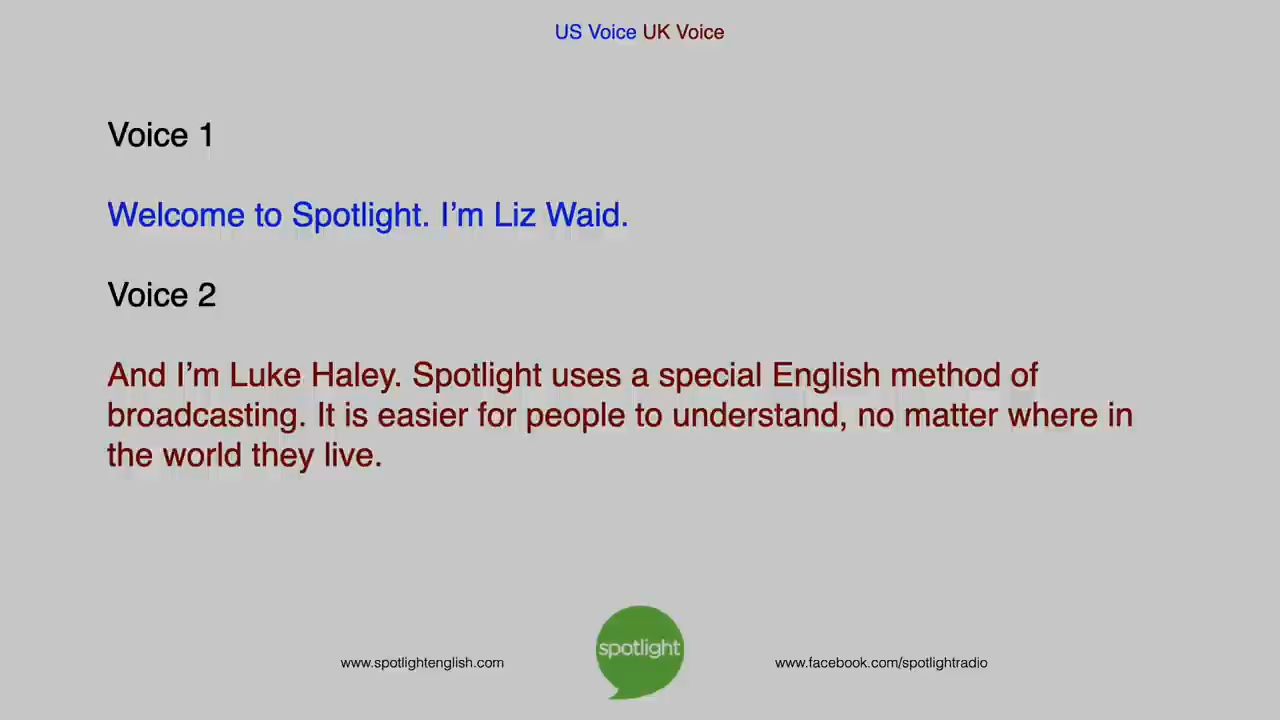 US Voice UK Voice
Voice 1
Welcome to Spotlight. I’m Liz Waid.
Voice 2
And I’m Luke Haley. Spotlight uses a special English method of
broadcasting. It is easier for people to understand, no matter where in
the world they live.
spotlight
www.spotlightenglish.com
www.facebook.com/spotlightradio